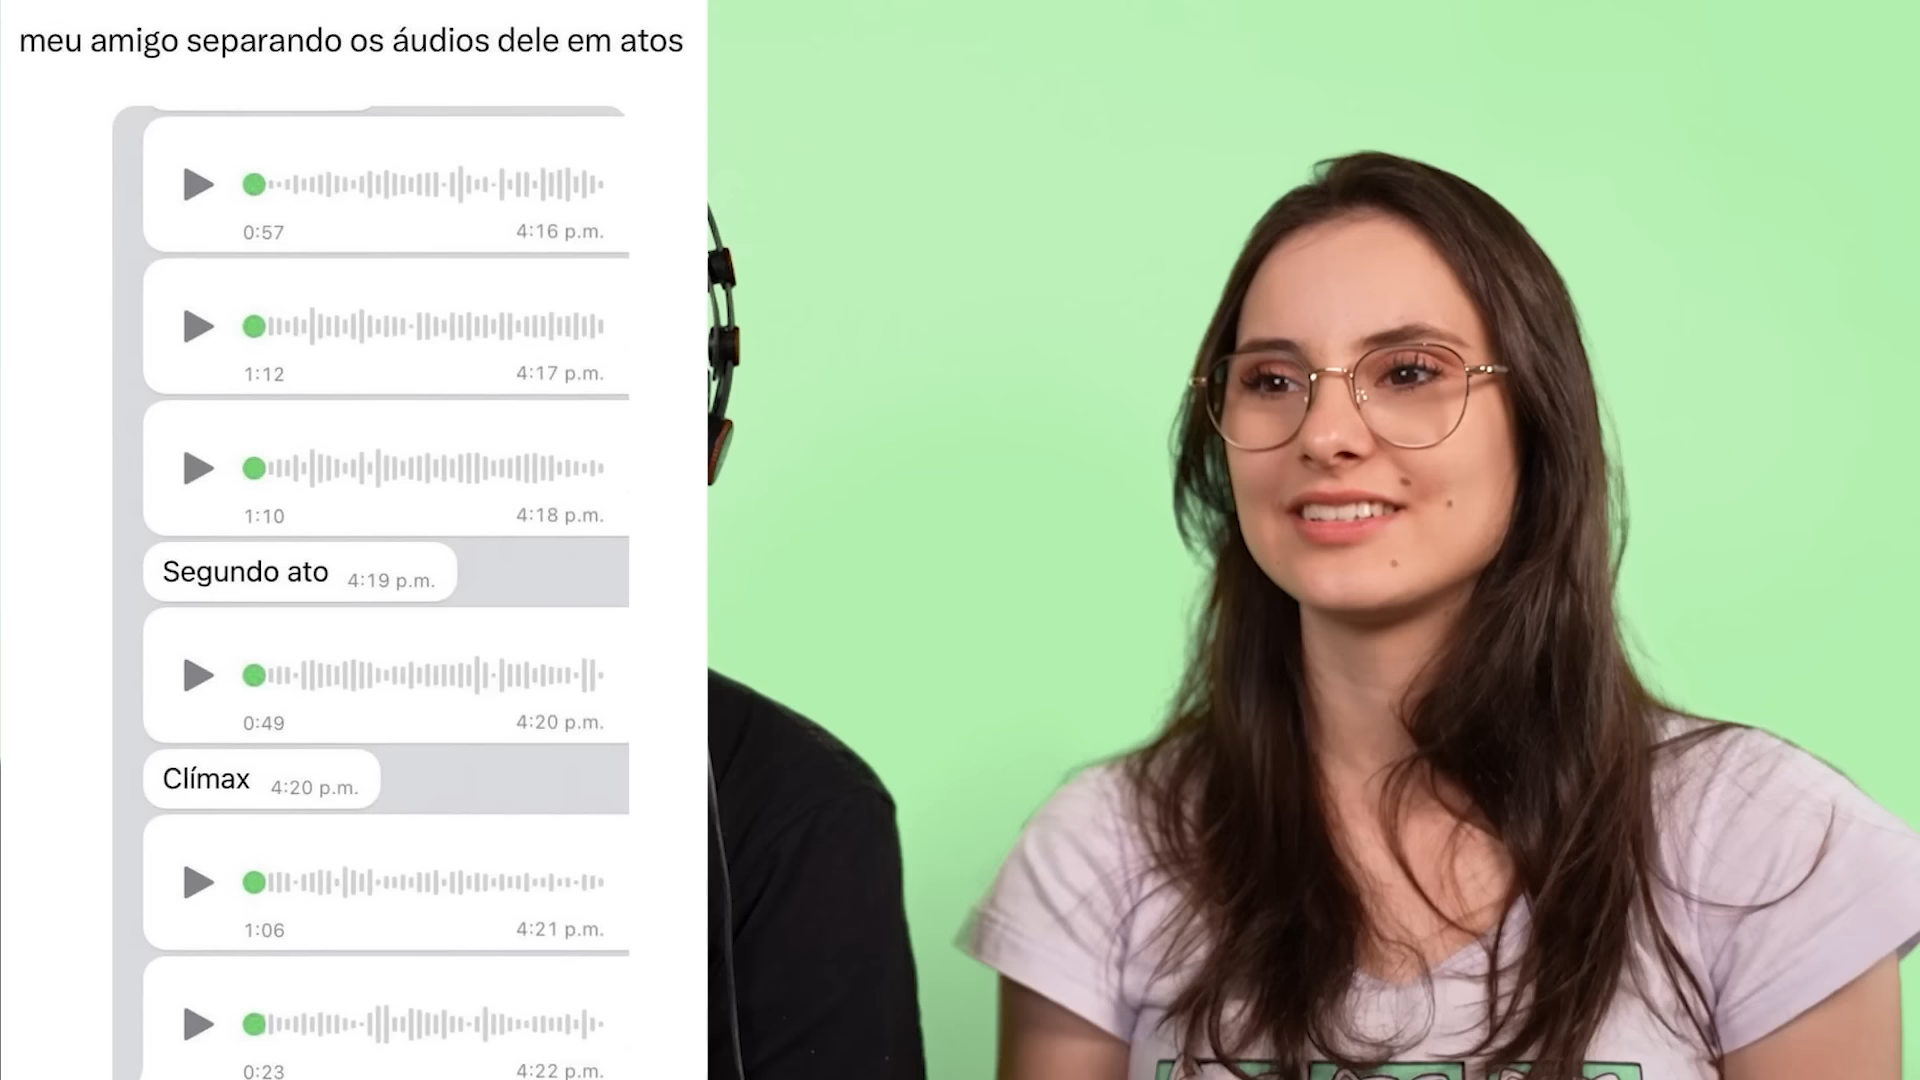 meu amigo separando os áudios dele em atos
0:57 4:16 p.m.
1:12 4:17 p.m.
1:10 4:18 p.m.
Segundo ato 4:19 p.m.
0:49 4:20 p.m.
Clímax 4:20 p.m.
1:06 4:21 p.m.
0:23 4:22 p.m.